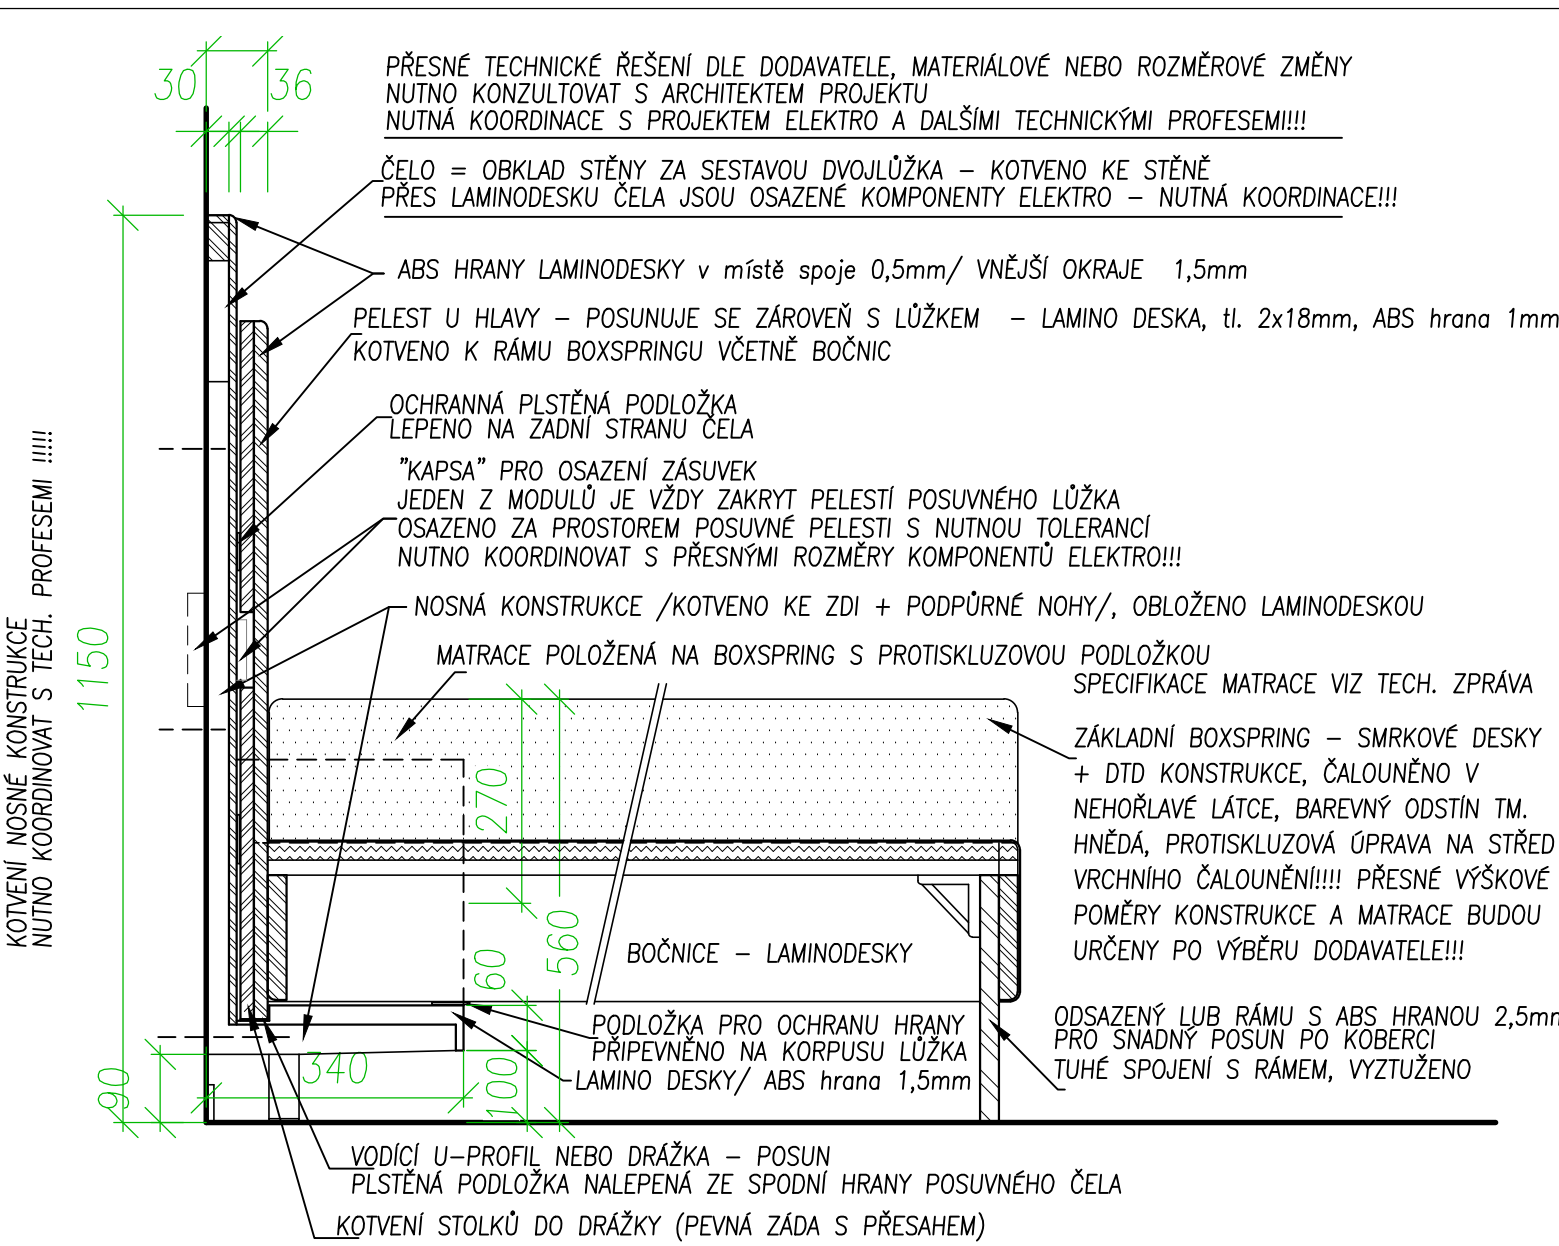 30
36
PŘESNÉ TECHNICKÉ ŘEŠENÍ DLE DODAVATELE, MATERIÁLOVÉ NEBO ROZMĚROVÉ ZMĚNY
NUTNO KONZULTOVAT S ARCHITEKTEM PROJEKTU
NUTNÁ KOORDINACE S PROJEKTEM ELEKTRO A DALŠÍMI TECHNICKÝMI PROFESEMI!!!
ČELO = OBKLAD STĚNY ZA SESTAVOU DVOJLŮŽKA – KOTVENO KE STĚNĚ
PŘES LAMINODESKU ČELA JSOU OSAZENÉ KOMPONENTY ELEKTRO – NUTNÁ KOORDINACE!!!
ABS HRANY LAMINODESKY v místě spoje 0,5mm/ VNĚJŠÍ OKRAJE 1,5mm
PELEST U HLAVY – POSUNUJE SE ZÁROVEŇ S LŮŽKEM – LAMINO DESKA, tl. 2x18mm, ABS hrana 1mm
KOTVENO K RÁMU BOXSPRINGU VČETNĚ BOČNIC
OCHRANNÁ PLSTĚNÁ PODLOŽKA
LEPENO NA ZADNÍ STRANU ČELA
"KAPSA" PRO OSAZENÍ ZÁSUVEK
JEDEN Z MODULŮ JE VŽDY ZAKRYT PELESTÍ POSUVNÉHO LŮŽKA
OSAZENO ZA PROSTOREM POSUVNÉ PELESTI S NUTNOU TOLERANCÍ
NUTNO KOORDINOVAT S PŘESNÝMI ROZMĚRY KOMPONENTŮ ELEKTRO!!!
NOSNÁ KONSTRUKCE /KOTVENO KE ZDI + PODPŮRNÉ NOHY/, OBLOŽENO LAMINODESKOU
MATRACE POLOŽENÁ NA BOXSPRING S PROTISKLUZOVOU PODLOŽKOU
SPECIFIKACE MATRACE VIZ TECH. ZPRÁVA
ZÁKLADNÍ BOXSPRING – SMRKOVÉ DESKY
+ DTD KONSTRUKCE, ČALOUNĚNO V
NEHOŘLAVÉ LÁTCE, BAREVNÝ ODSTÍN TM.
HNĚDÁ, PROTISKLUZOVÁ ÚPRAVA NA STŘED
VRCHNÍHO ČALOUNĚNÍ!!!! PŘESNÉ VÝŠKOVÉ
POMĚRY KONSTRUKCE A MATRACE BUDOU
URČENY PO VÝBĚRU DODAVATELE!!!
KOTVENÍ NOSNÉ KONSTRUKCE
NUTNO KOORDINOVAT S TECH. PROFESEMI !!!!!
1150
270
560
60
BOČNICE – LAMINODESKY
ODSAZENÝ LUB RÁMU S ABS HRANOU 2,5mm
PRO SNADNÝ POSUN PO KOBERCI
TUHÉ SPOJENÍ S RÁMEM, VYZTUŽENO
PODLOŽKA PRO OCHRANU HRANY
PŘIPEVNĚNO NA KORPUSU LŮŽKA
LAMINO DESKY/ ABS hrana 1,5mm
340
100
90
VODÍCÍ U–PROFIL NEBO DRÁŽKA – POSUN
PLSTĚNÁ PODLOŽKA NALEPENÁ ZE SPODNÍ HRANY POSUVNÉHO ČELA
KOTVENÍ STOLKŮ DO DRÁŽKY (PEVNÁ ZÁDA S PŘESAHEM)